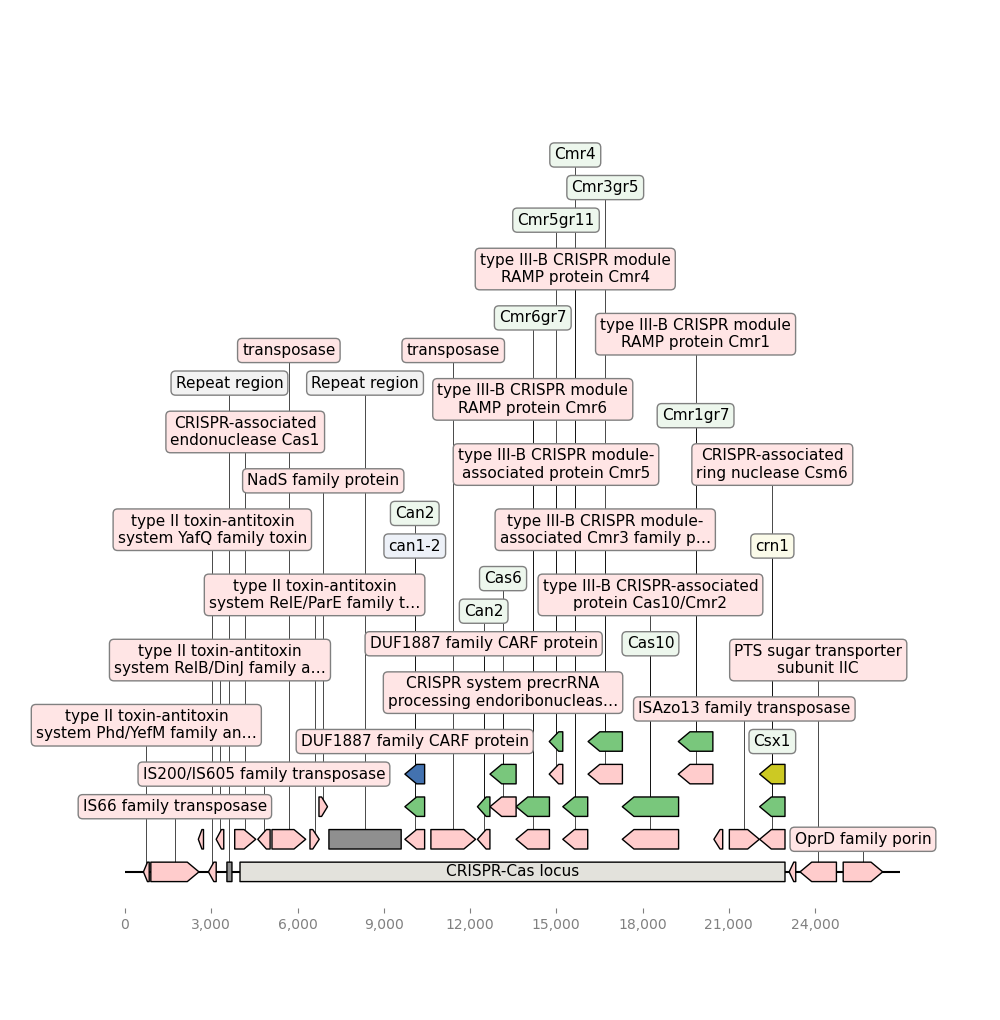 Cmr4
Cmr3gr5
Cmr5gr11
type III-B CRISPR module
RAMP protein Cmr4
Cmr6gr7
type III-B CRISPR module
RAMP protein Cmr1
transposase
transposase
Repeat region
Repeat region
type III-B CRISPR module
RAMP protein Cmr6
Cmr1gr7
CRISPR-associated
endonuclease Cas1
type III-B CRISPR module-
associated protein Cmr5
CRISPR-associated
ring nuclease Csm6
NadS family protein
Can2
type II toxin-antitoxin
system YafQ family toxin
type III-B CRISPR module-
associated Cmr3 family p...
can1-2
crn1
Cas6
type II toxin-antitoxin
system RelE/ParE family t...
type III-B CRISPR-associated
protein Cas10/Cmr2
Can2
DUF1887 family CARF protein
Cas10
type II toxin-antitoxin
system RelB/DinJ family a...
PTS sugar transporter
subunit IIC
CRISPR system precrRNA
processing endoribonucleas...
ISAzo13 family transposase
type II toxin-antitoxin
system Phd/YefM family an...
DUF1887 family CARF protein
Csx1
IS200/IS605 family transposase
IS66 family transposase
OprD family porin
CRISPR-Cas locus
0
3,000
6,000
9,000
12,000
15,000
18,000
21,000
24,000